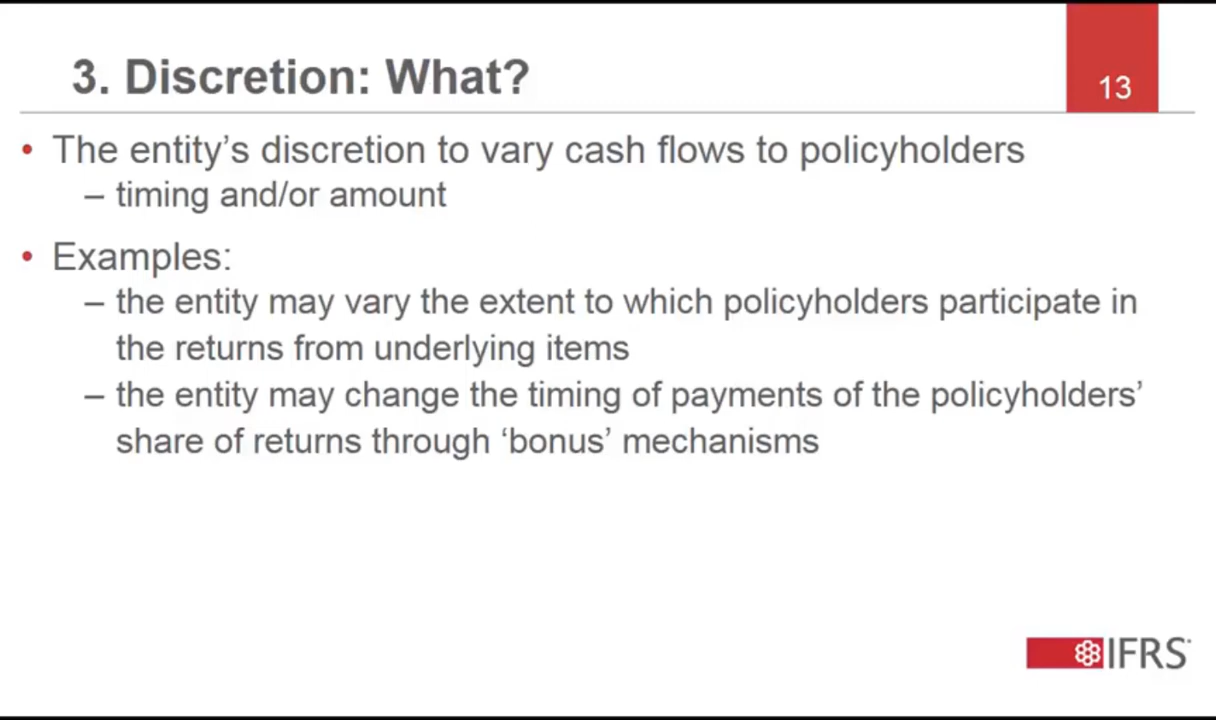 3. Discretion: What?
13
• The entity’s discretion to vary cash flows to policyholders
– timing and/or amount
• Examples:
– the entity may vary the extent to which policyholders participate in
the returns from underlying items
– the entity may change the timing of payments of the policyholders’
share of returns through ‘bonus’ mechanisms
IFRS